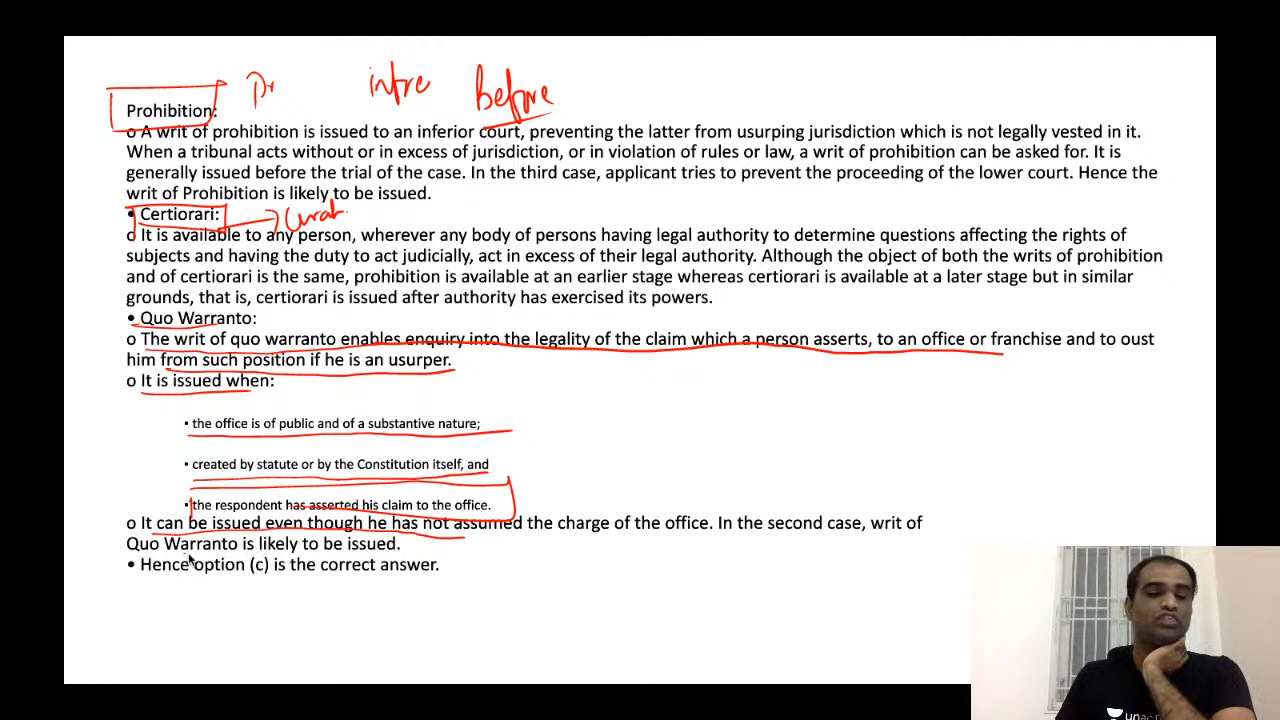 Before
Prohibition:
o A writ of prohibition is issued to an inferior court, preventing the latter from usurping jurisdiction which is not legally vested in it.
When a tribunal acts without or in excess of jurisdiction, or in violation of rules or law, a writ of prohibition can be asked for. It is
generally issued before the trial of the case. In the third case, applicant tries to prevent the proceeding of the lower court. Hence the
writ of Prohibition is likely to be issued.
• Certiorari:
o It is available to any person, wherever any body of persons having legal authority to determine questions affecting the rights of
subjects and having the duty to act judicially, act in excess of their legal authority. Although the object of both the writs of prohibition
and of certiorari is the same, prohibition is available at an earlier stage whereas certiorari is available at a later stage but in similar
grounds, that is, certiorari is issued after authority has exercised its powers.
• Quo Warranto:
o The writ of quo warranto enables enquiry into the legality of the claim which a person asserts, to an office or franchise and to oust
him from such position if he is an usurper.
o It is issued when:
▪ the office is of public and of a substantive nature;
▪ created by statute or by the Constitution itself, and
▪ the respondent has asserted his claim to the office.
o It can be issued even though he has not assumed the charge of the office. In the second case, writ of
Quo Warranto is likely to be issued.
• Hence option (c) is the correct answer.